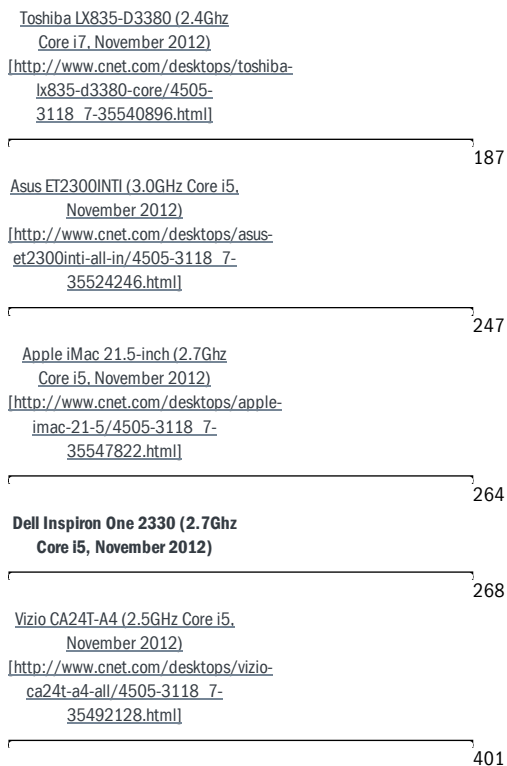 Toshiba LX835-D3380 (2.4Ghz
Core i7, November 2012)
[http://www.cnet.com/desktops/toshiba-
lx835-d3380-core/4505-
3118_7-35540896.html]
187
Asus ET2300INTI (3.0GHz Core i5,
November 2012)
[http://www.cnet.com/desktops/asus-
et2300inti-all-in/4505-3118_7-
35524246.html]
247
Apple iMac 21.5-inch (2.7Ghz
Core i5, November 2012)
[http://www.cnet.com/desktops/apple-
imac-21-5/4505-3118_7-
35547822.html]
264
Dell Inspiron One 2330 (2.7Ghz
Core i5, November 2012)
268
Vizio CA24T-A4 (2.5GHz Core i5,
November 2012)
[http://www.cnet.com/desktops/vizio-
ca24t-a4-all/4505-3118_7-
35492128.html]
401